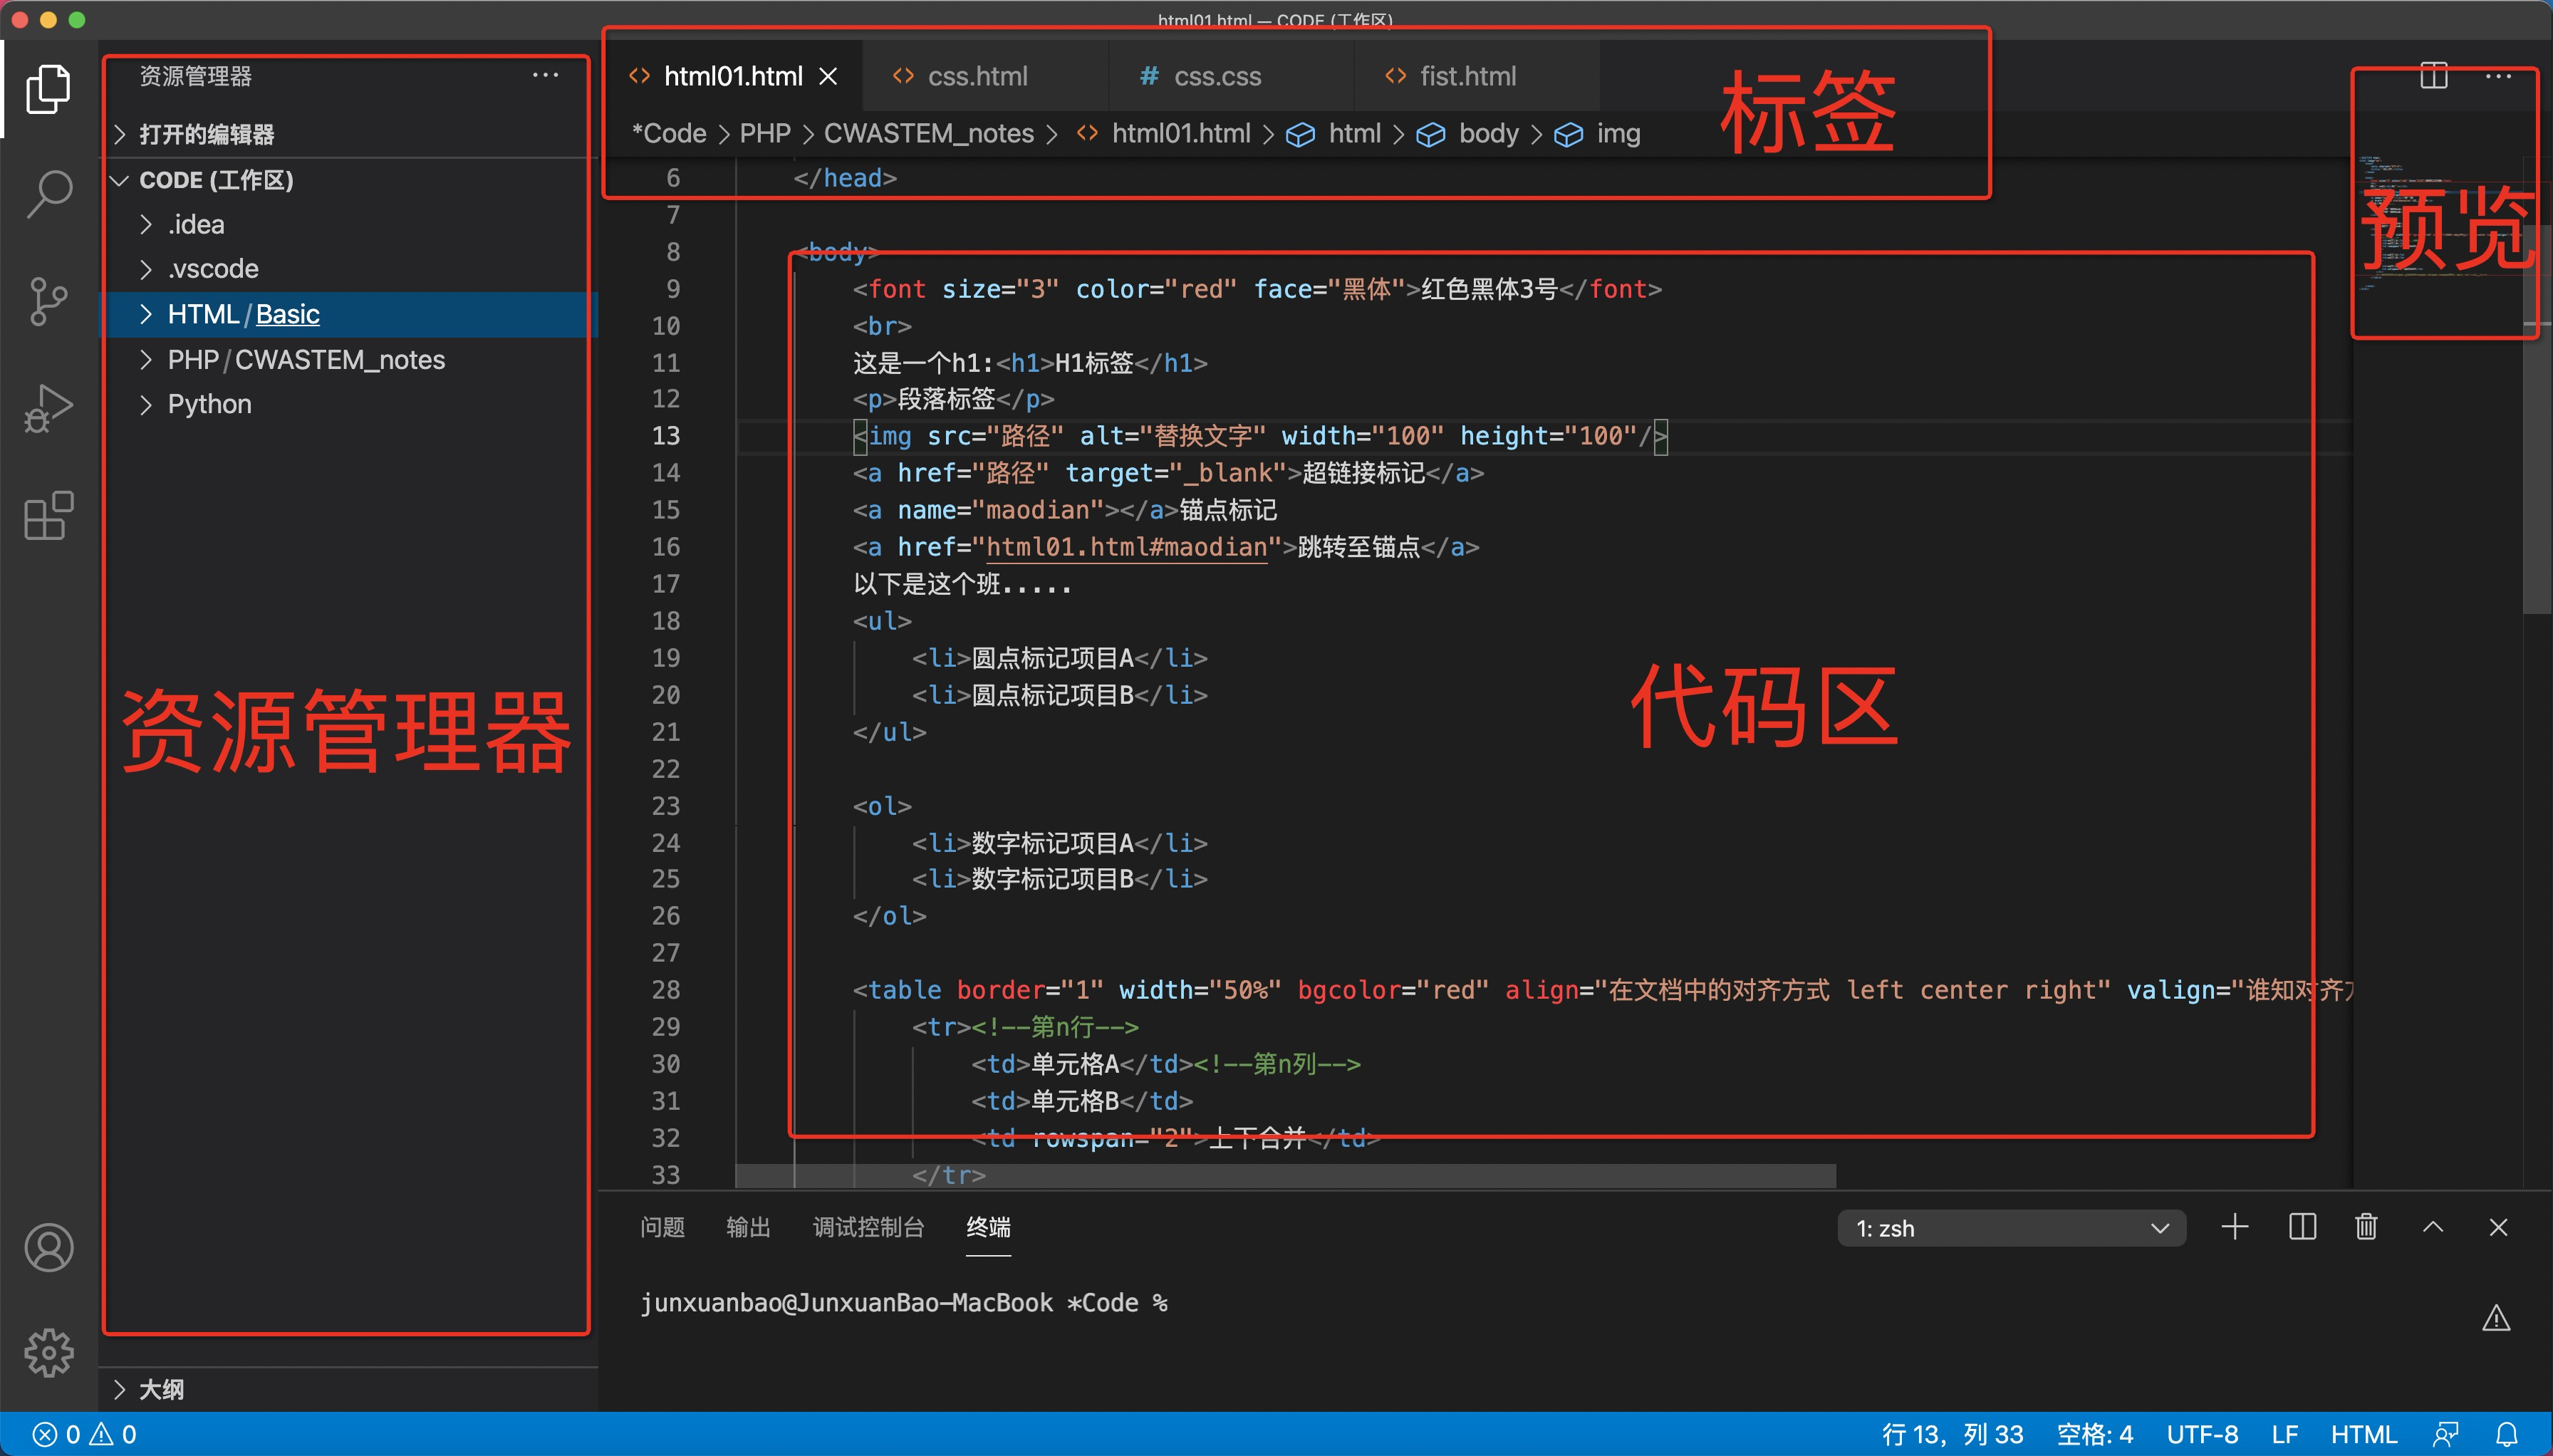 html01.html — CODE (工作区)
资源管理器
打开的编辑器
CODE (工作区)
.idea
.vscode
HTML/Basic
PHP/CWASTEM_notes
Python
资源管理器
大纲
html01.html css.html # css.css fist.html
标签
*Code > PHP > CWASTEM_notes > html01.html > html > body > img
预览
6 </head>
7
8 <body>
9 <font size="3" color="red" face="黑体">红色黑体3号</font>
10 <br>
11 这是一个h1:<h1>H1标签</h1>
12 <p>段落标签</p>
13 <img src="路径" alt="替换文字" width="100" height="100"/>
14 <a href="路径" target="_blank">超链接标记</a>
15 <a name="maodian"></a>锚点标记
16 <a href="html01.html#maodian">跳转至锚点</a>
17 以下是这个班.....
18 <ul>
19 <li>圆点标记项目A</li>
20 <li>圆点标记项目B</li>
代码区
21 </ul>
22
23 <ol>
24 <li>数字标记项目A</li>
25 <li>数字标记项目B</li>
26 </ol>
27
28 <table border="1" width="50%" bgcolor="red" align="在文档中的对齐方式 left center right" valign="谁知对齐
29 <tr><!--第n行-->
30 <td>单元格A</td><!--第n列-->
31 <td>单元格B</td>
32 <td rowspan="2">上下合并</td>
33 </tr>
问题 输出 调试控制台 终端 1: zsh
junxuanbao@JunxuanBao-MacBook *Code %
0 0 行 13, 列 33 空格: 4 UTF-8 LF HTML